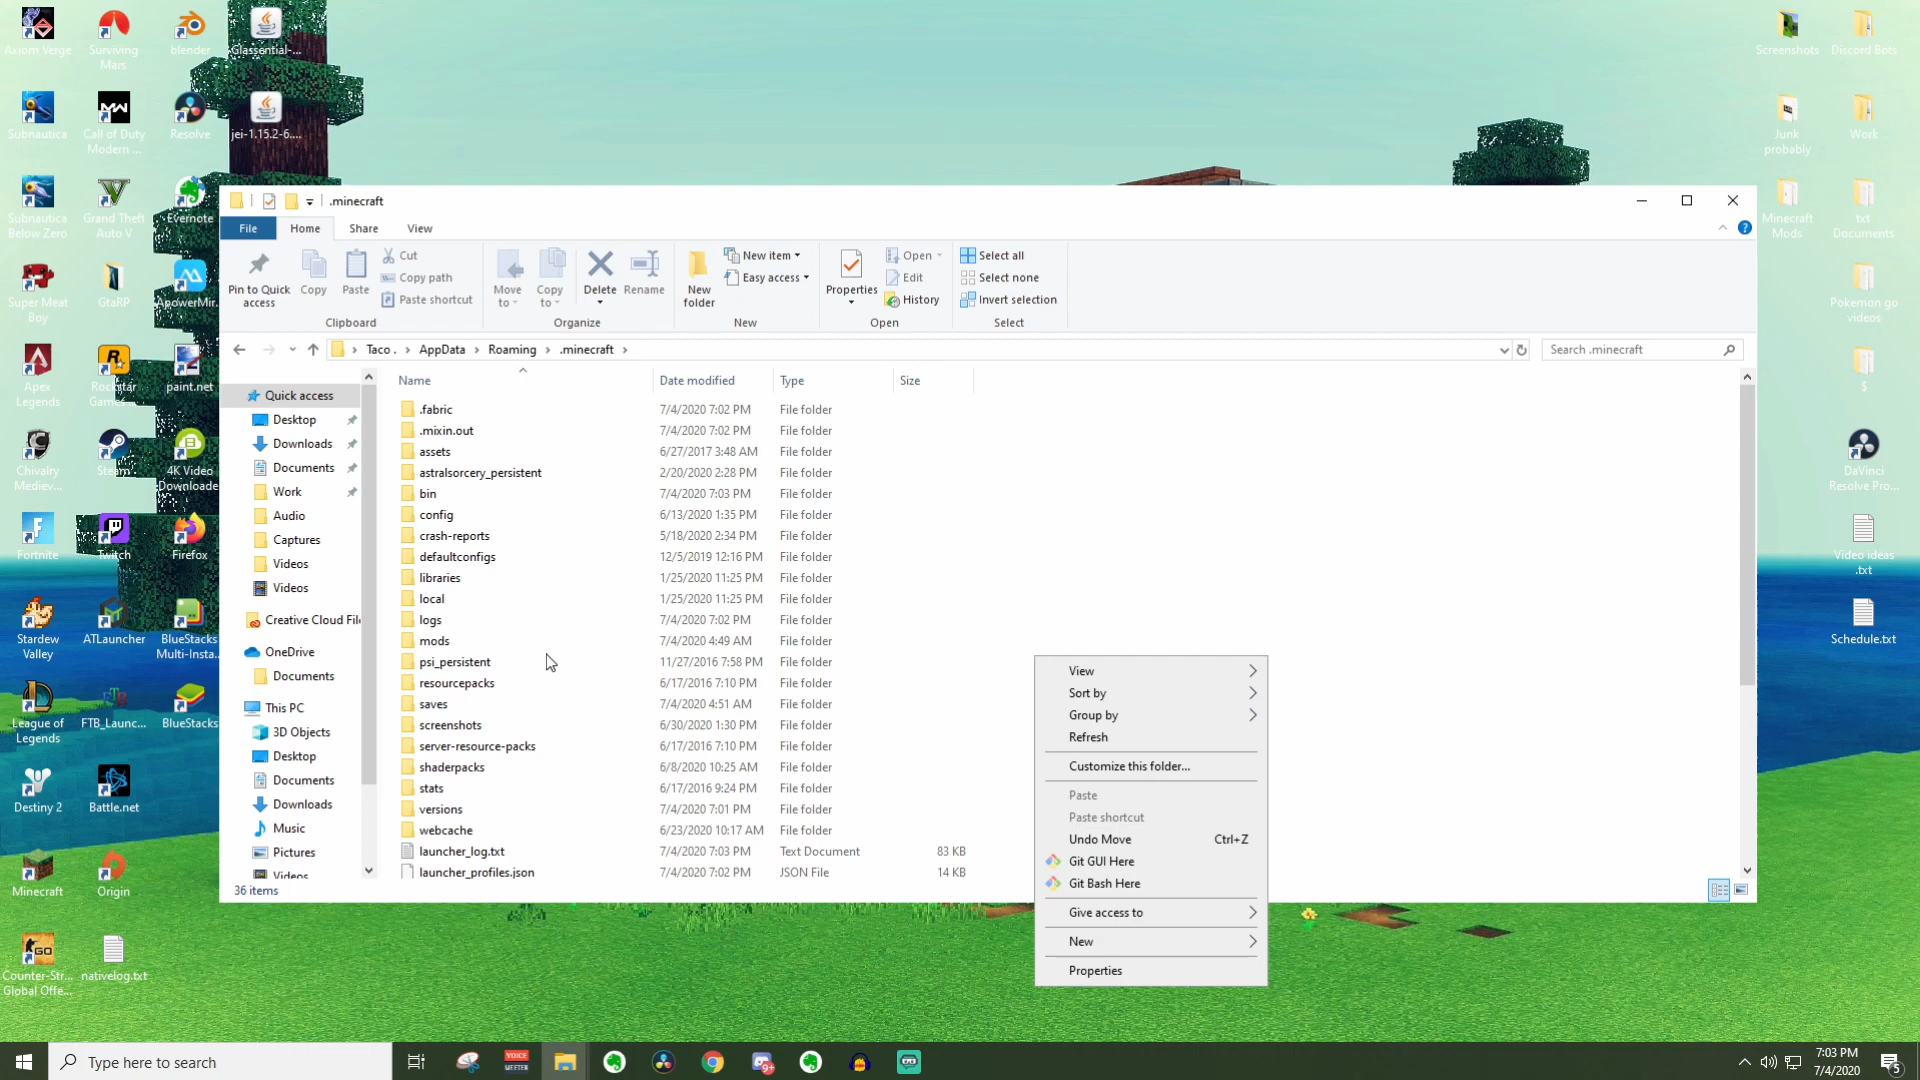 Axiom Verge
Surviving
Mars
blender
Glassential-...
Subnautica
Call of Duty
Modern ...
Resolve
jei-1.15.2-6....
Subnautica
Below Zero
Grand Theft
Auto V
Evernote
Super Meat
Boy
GtaRP
ApowerMir...
Apex
Legends
Rockstar
Games ...
paint.net
Chivalry
Mediev...
Steam
4K Video
Downloader
Fortnite
Twitch
Firefox
Stardew
Valley
ATLauncher
BlueStacks
Multi-Insta...
League of
Legends
FTB_Launc...
BlueStacks
Destiny 2
Battle.net
Minecraft
Origin
Counter-Str...
Global Offe...
nativelog.txt
Screenshots
Discord Bots
Junk
probably
Work
Minecraft
Mods
txt
Documents
Pokemon go
videos
$
DaVinci
Resolve Pro...
Video ideas
.txt
Schedule.txt
.minecraft
File
Home
Share
View
Pin to Quick
access
Copy
Paste
Cut
Copy path
Paste shortcut
Clipboard
Move
to
Copy
to
Delete
Rename
Organize
New
folder
New item
Easy access
New
Properties
Open
Edit
History
Open
Select all
Select none
Invert selection
Select
Taco . > AppData > Roaming > .minecraft >
Search .minecraft
Quick access
Desktop
Downloads
Documents
Work
Audio
Captures
Videos
Videos
Creative Cloud Fil
OneDrive
Documents
This PC
3D Objects
Desktop
Documents
Downloads
Music
Pictures
Videos
Name Date modified Type Size
.fabric 7/4/2020 7:02 PM File folder
.mixin.out 7/4/2020 7:02 PM File folder
assets 6/27/2017 3:48 AM File folder
astralsorcery_persistent 2/20/2020 2:28 PM File folder
bin 7/4/2020 7:03 PM File folder
config 6/13/2020 1:35 PM File folder
crash-reports 5/18/2020 2:34 PM File folder
defaultconfigs 12/5/2019 12:16 PM File folder
libraries 1/25/2020 11:25 PM File folder
local 1/25/2020 11:25 PM File folder
logs 7/4/2020 7:02 PM File folder
mods 7/4/2020 4:49 AM File folder
psi_persistent 11/27/2016 7:58 PM File folder
resourcepacks 6/17/2016 7:10 PM File folder
saves 7/4/2020 4:51 AM File folder
screenshots 6/30/2020 1:30 PM File folder
server-resource-packs 6/17/2016 7:10 PM File folder
shaderpacks 6/8/2020 10:25 AM File folder
stats 6/17/2016 9:24 PM File folder
versions 7/4/2020 7:01 PM File folder
webcache 6/23/2020 10:17 AM File folder
launcher_log.txt 7/4/2020 7:03 PM Text Document 83 KB
launcher_profiles.json 7/4/2020 7:02 PM JSON File 14 KB
36 items
View
Sort by
Group by
Refresh
Customize this folder...
Paste
Paste shortcut
Undo Move Ctrl+Z
Git GUI Here
Git Bash Here
Give access to
New
Properties
Type here to search
VOICE
MEETER
9+
7:03 PM
7/4/2020
5